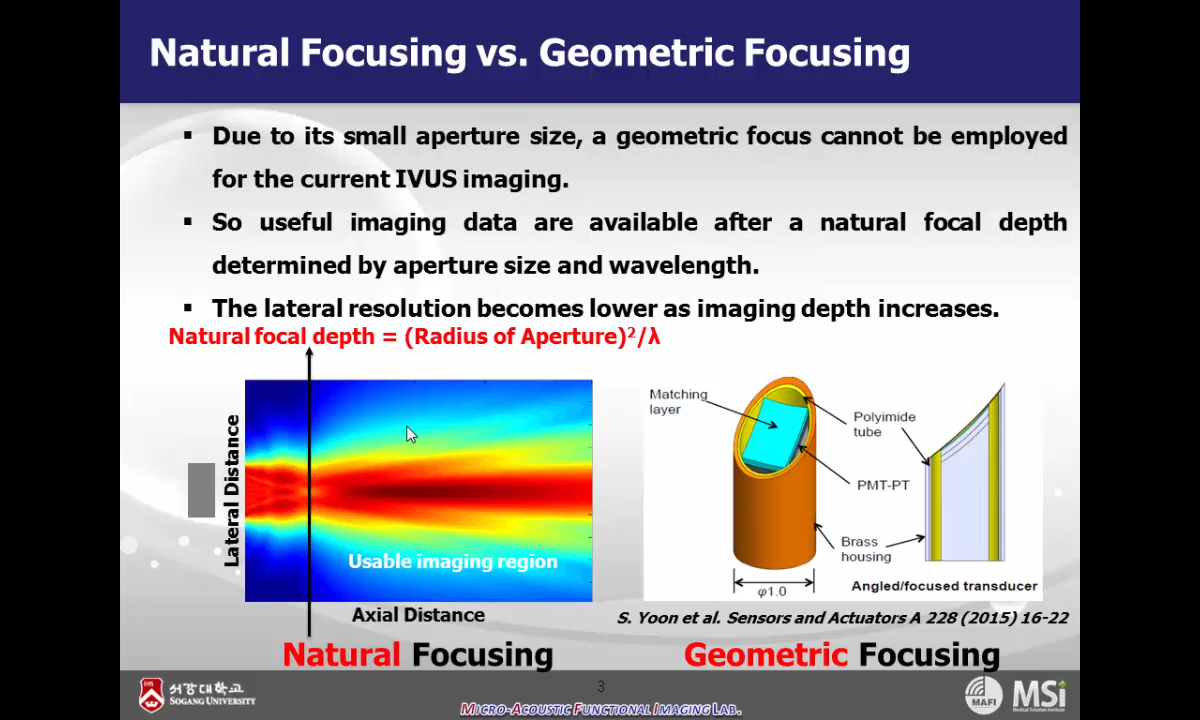 Natural Focusing vs. Geometric Focusing
▪ Due to its small aperture size, a geometric focus cannot be employed
for the current IVUS imaging.
▪ So useful imaging data are available after a natural focal depth
determined by aperture size and wavelength.
▪ The lateral resolution becomes lower as imaging depth increases.
Natural focal depth = (Radius of Aperture)²/λ
Lateral Distance
Usable imaging region
Axial Distance
Natural Focusing
Matching
layer
Polyimide
tube
PMT-PT
Brass
housing
φ1.0
Angled/focused transducer
S. Yoon et al. Sensors and Actuators A 228 (2015) 16-22
Geometric Focusing
서강대학교
SOGANG UNIVERSITY
3
MICRO-ACOUSTIC FUNCTIONAL IMAGING LAB.
MAFI
MSi
Medical Solution Institute